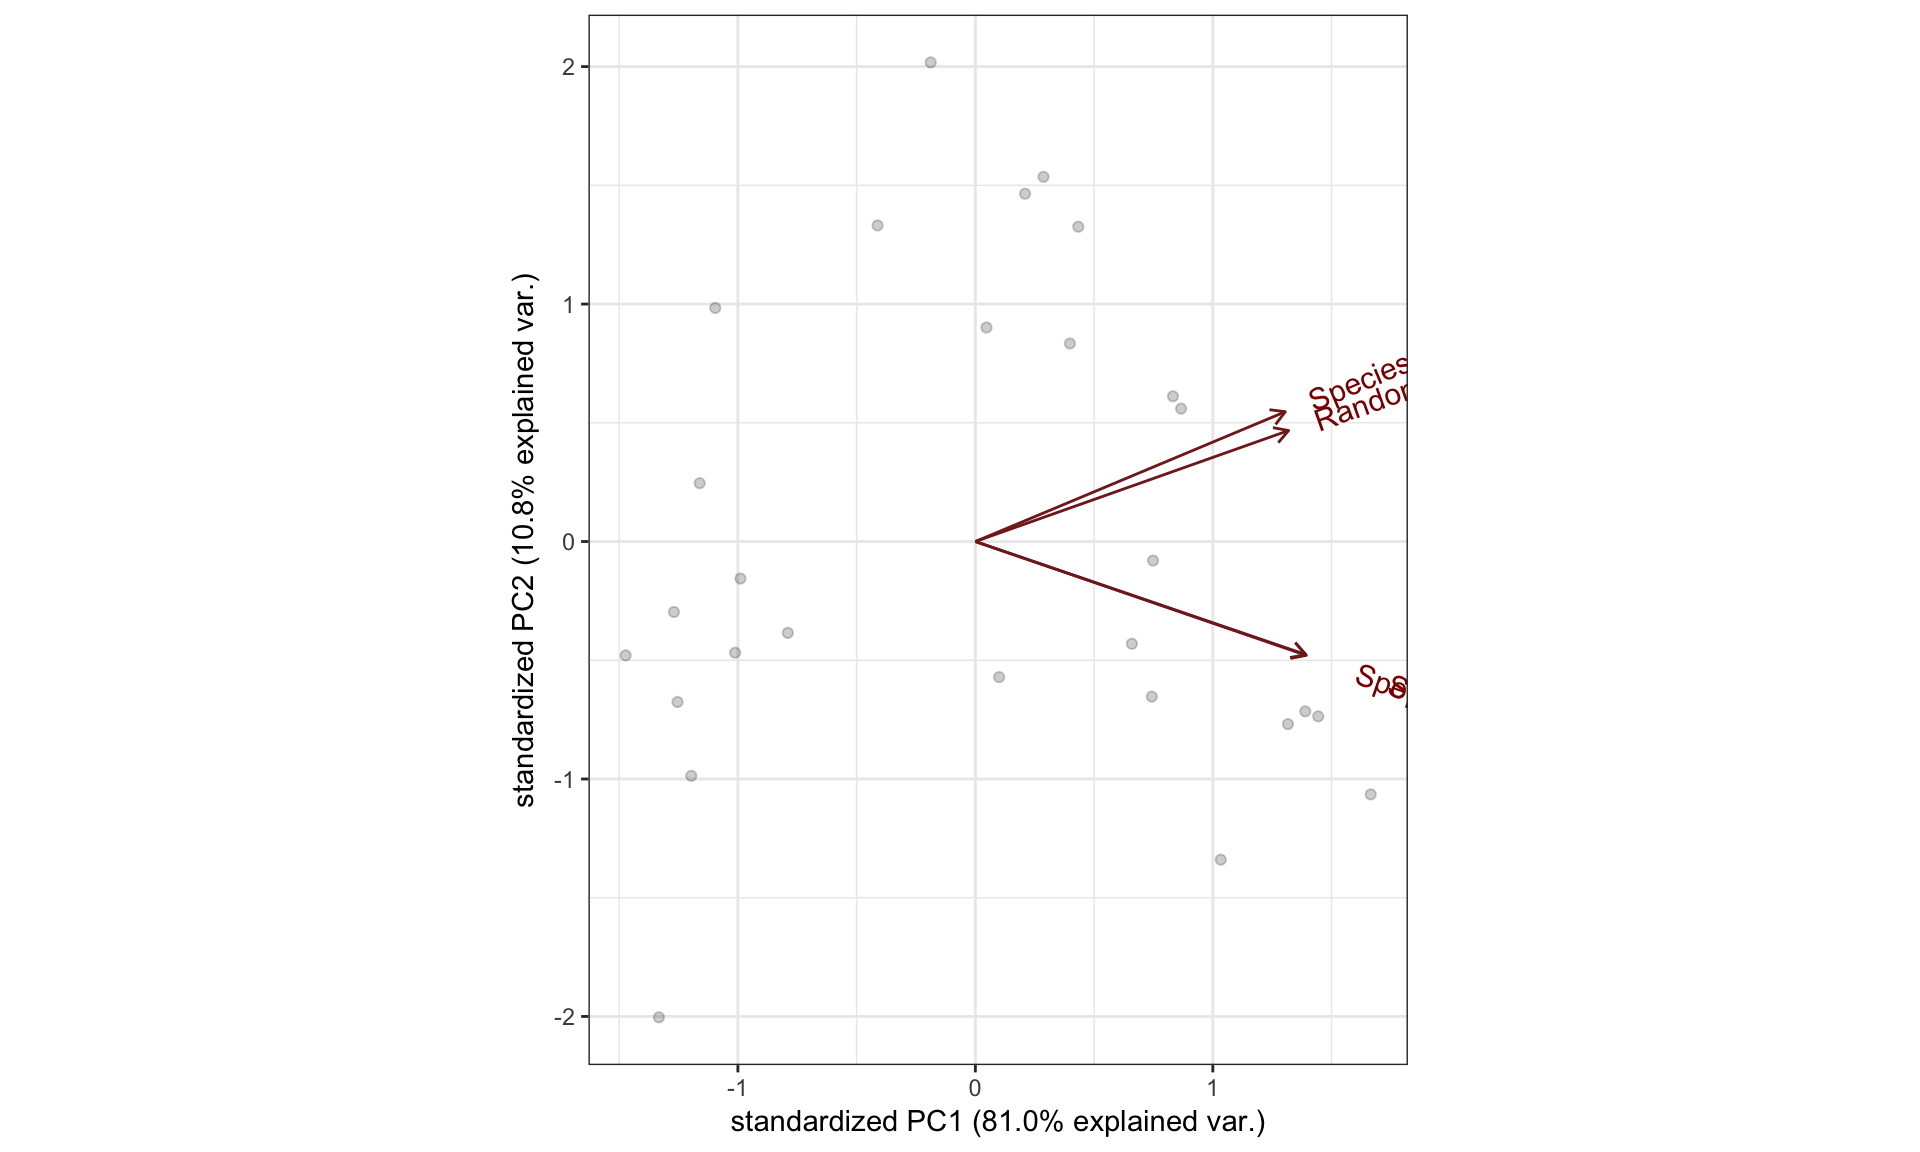 2
1
0
-1
-2
standardized PC2 (10.8% explained var.)
Species
Random
-1
0
1
standardized PC1 (81.0% explained var.)